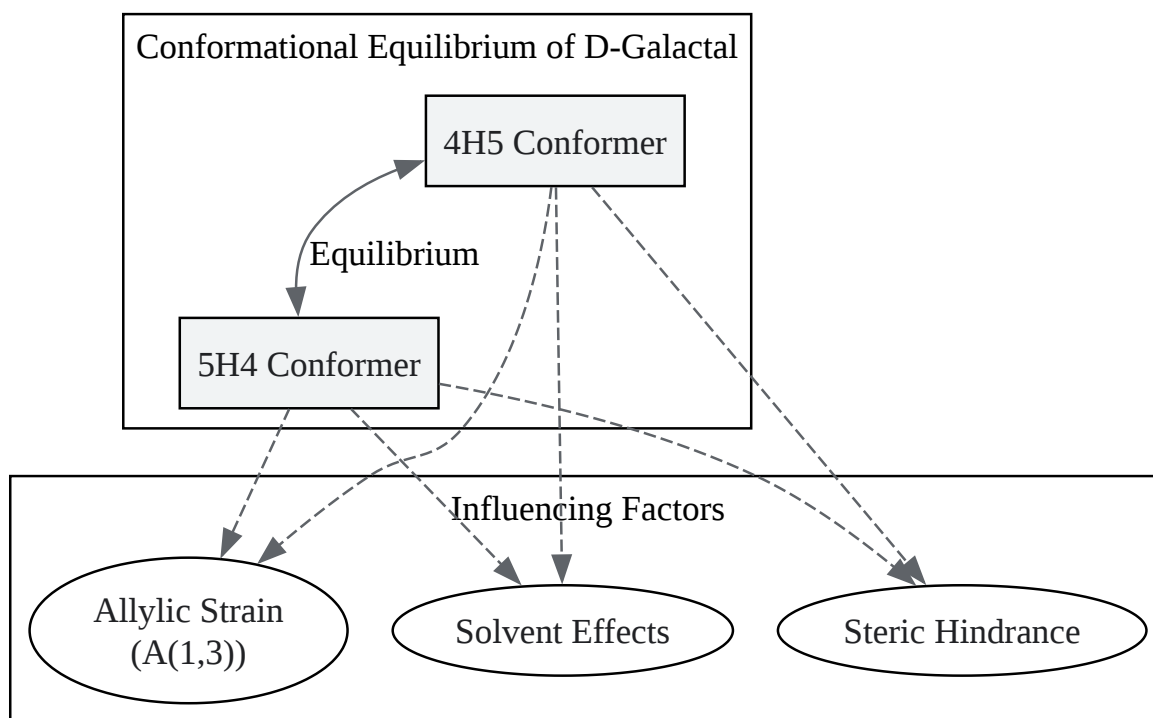 Conformational Equilibrium of D-Galactal
4H5 Conformer
Equilibrium
5H4 Conformer
Influencing Factors
Allylic Strain
(A(1,3))
Solvent Effects
Steric Hindrance